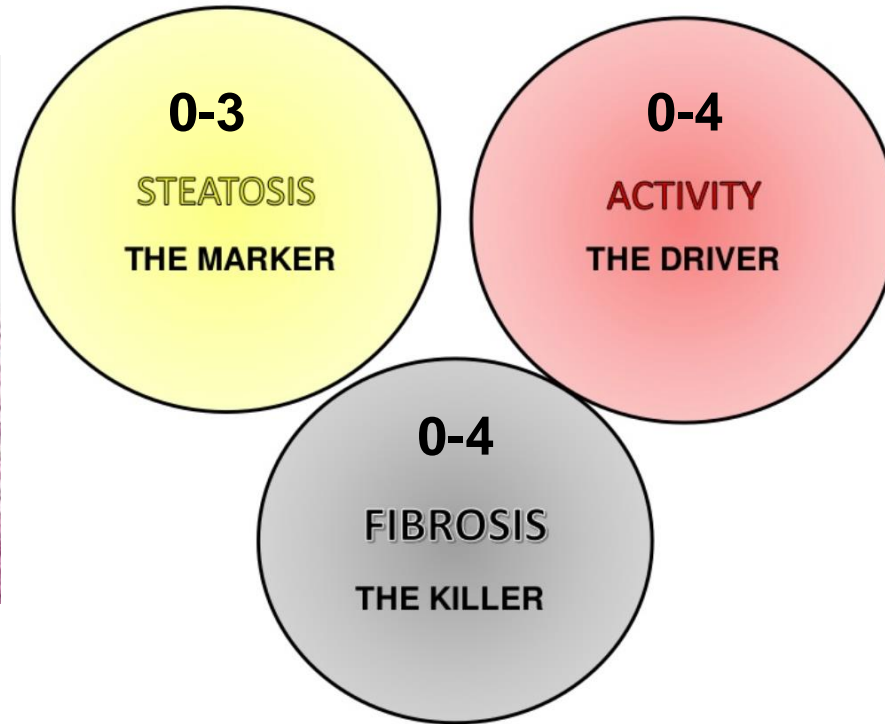 0-3
STEATOSIS
THE MARKER
0-4
ACTIVITY
THE DRIVER
0-4
FIBROSIS
THE KILLER